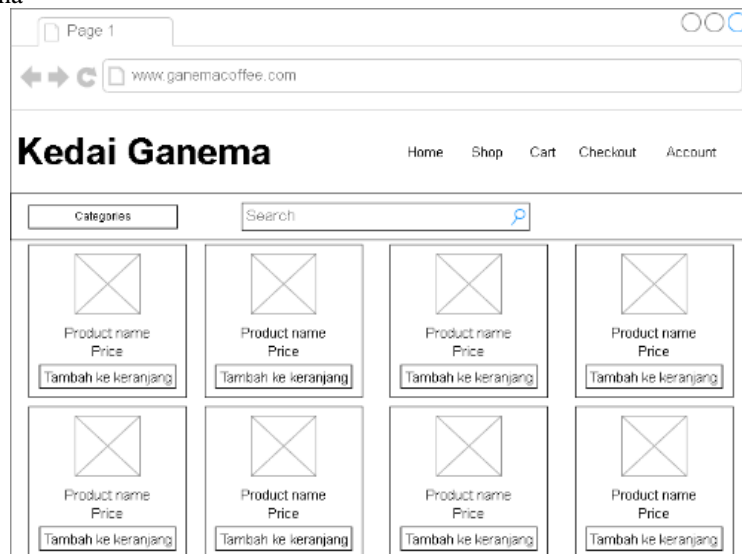 Page 1
www.ganemacoffee.com
Kedai Ganema
Home Shop Cart Checkout Account
Categories Search
Product name Product name Product name Product name
Price Price Price Price
Tambah ke keranjang Tambah ke keranjang Tambah ke keranjang Tambah ke keranjang
Product name Product name Product name Product name
Price Price Price Price
Tambah ke keranjang Tambah ke keranjang Tambah ke keranjang Tambah ke keranjang